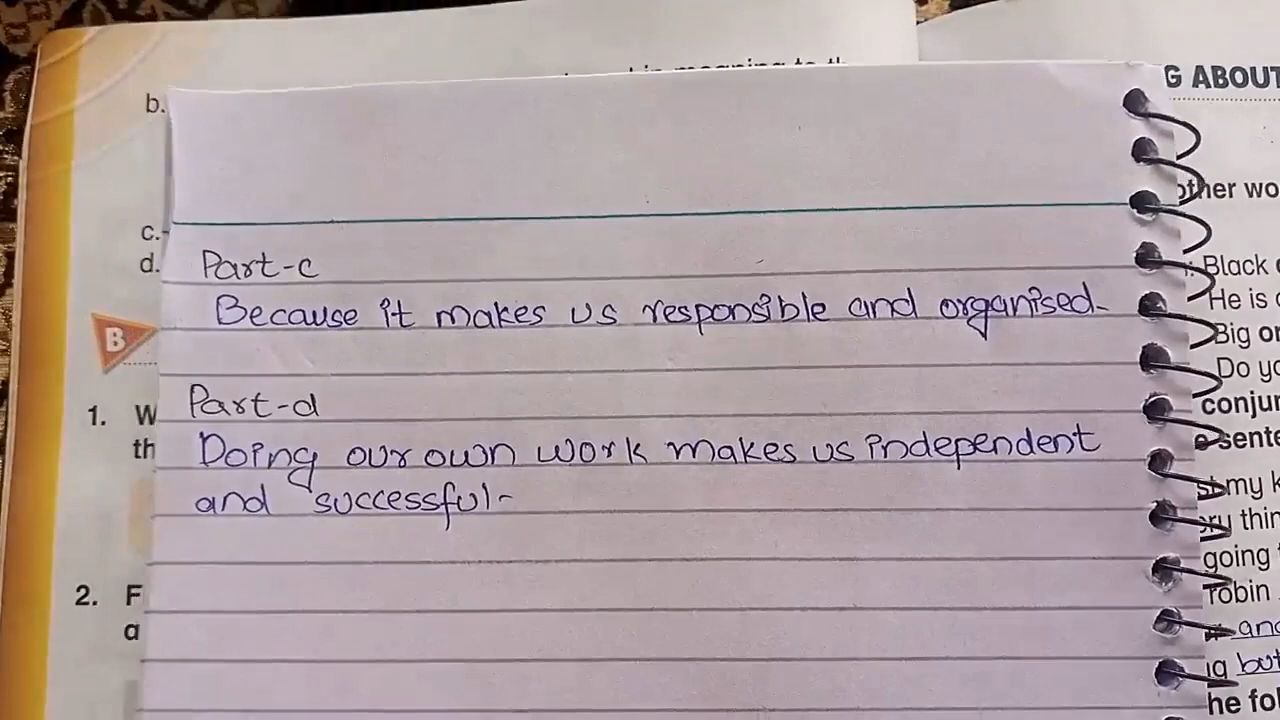 b.
c.
d.
B
1. W
th
2. F
a
Part-c
Because it makes us responsible and organised-
Part-d
Doing our own work makes us independent
and successful-
G ABOUT
other wo
Black
He is
Big or
Do yo
conjun
sente
my k
ery thin
going
robin
and
but
he fol